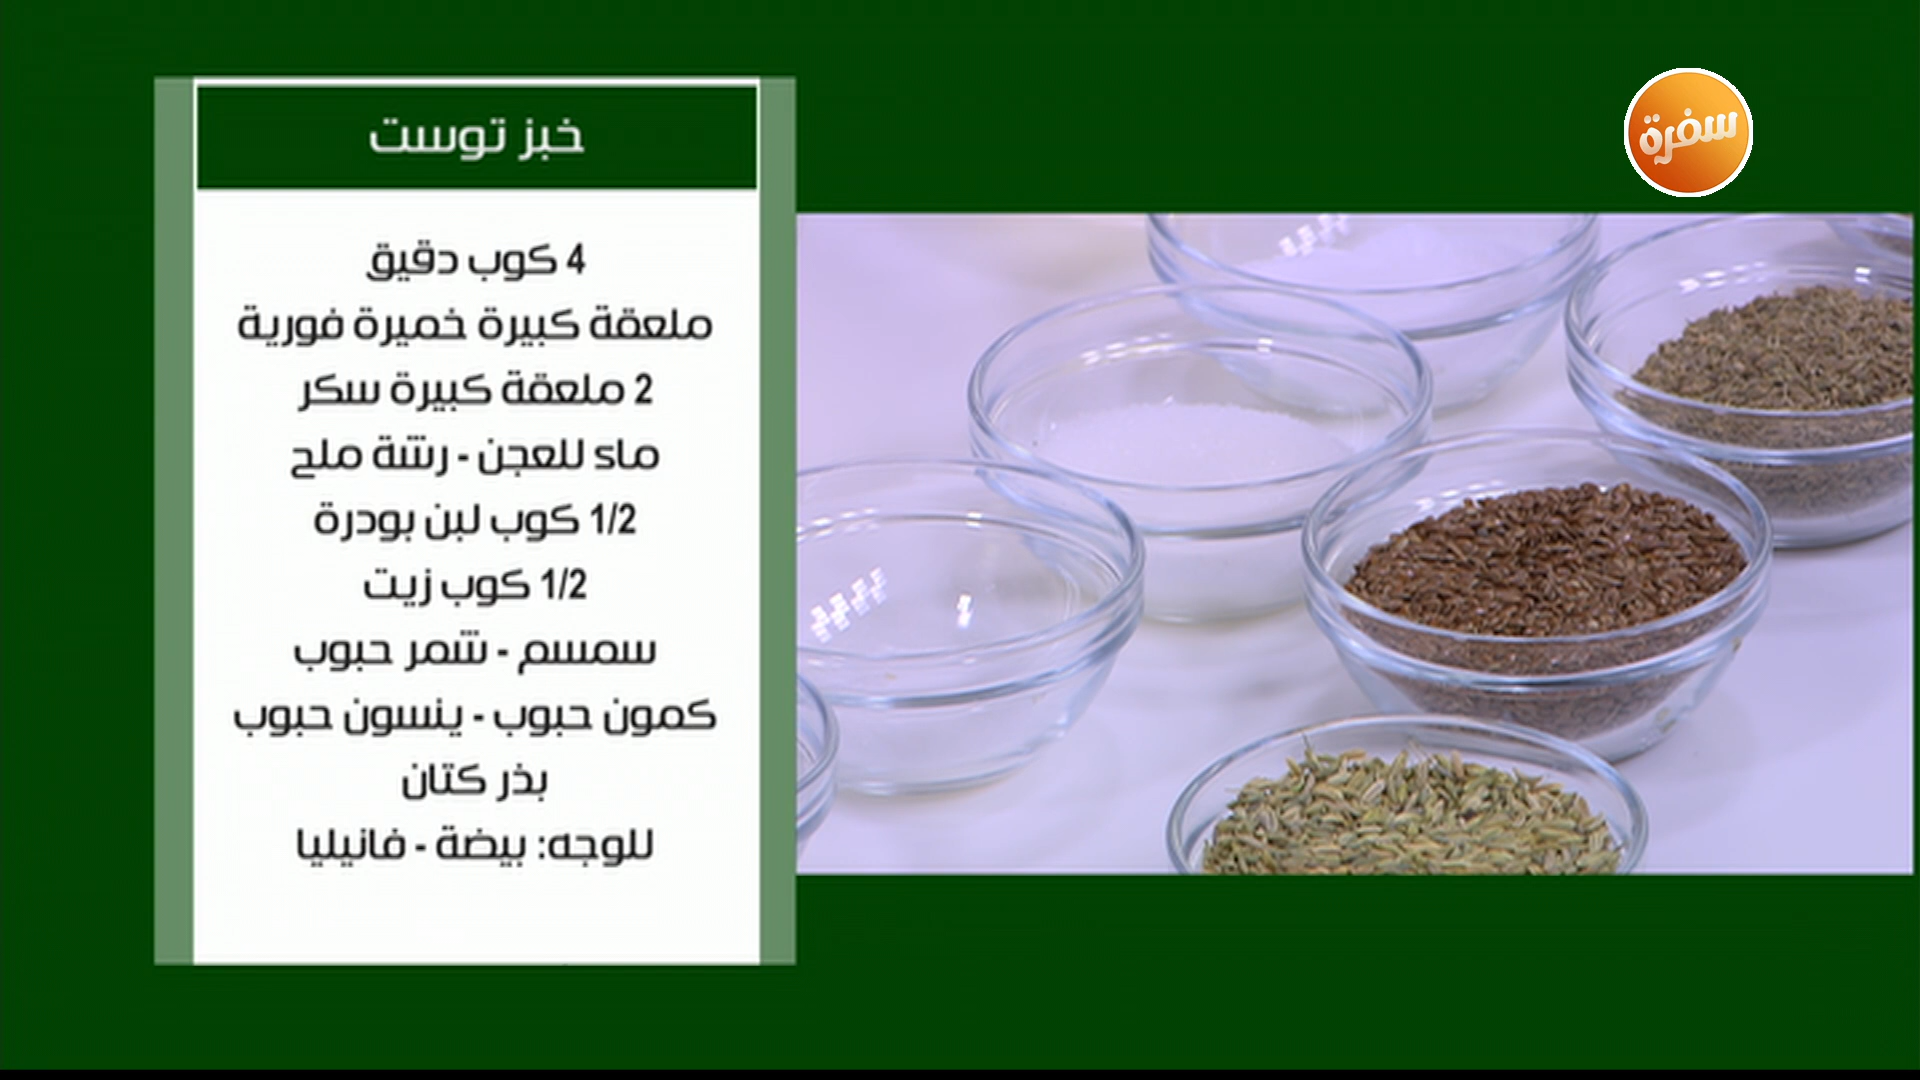 سفرة
خبز توست
4 كوب دقيق
ملعقة كبيرة خميرة فورية
2 ملعقة كبيرة سكر
ماء للعجن - رشة ملح
1/2 كوب لبن بودرة
1/2 كوب زيت
سمسم - شمر حبوب
كمون حبوب - ينسون حبوب
بذر كتان
للوجه: بيضة - فانيليا